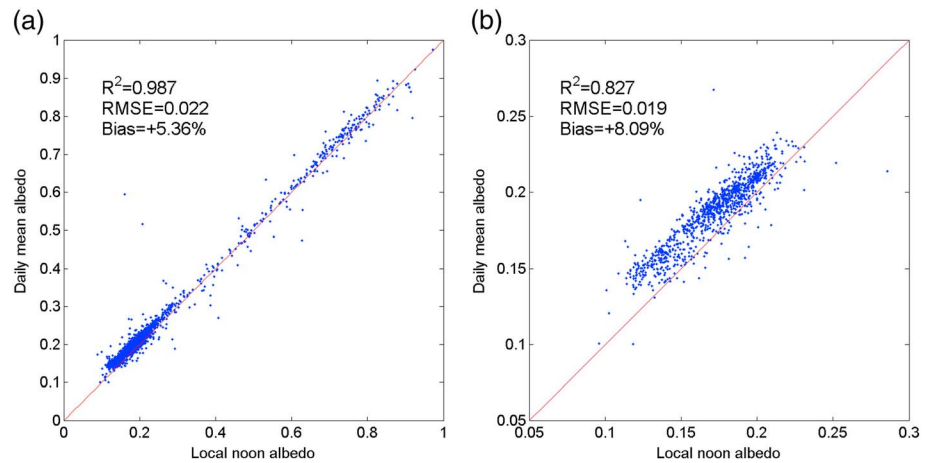 (a)
R²=0.987
RMSE=0.022
Bias=+5.36%
Daily mean albedo
1
0.9
0.8
0.7
0.6
0.5
0.4
0.3
0.2
0.1
0
0 0.2 0.4 0.6 0.8 1
Local noon albedo
(b)
R²=0.827
RMSE=0.019
Bias=+8.09%
Daily mean albedo
0.3
0.25
0.2
0.15
0.1
0.05
0.05 0.1 0.15 0.2 0.25 0.3
Local noon albedo